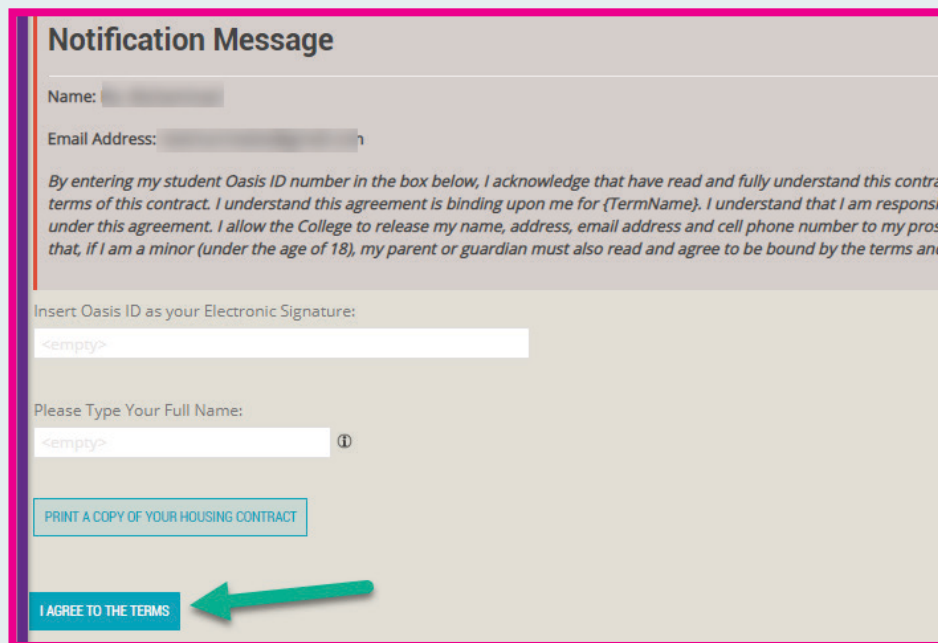 Notification Message
Name:
Email Address: n
By entering my student Oasis ID number in the box below, I acknowledge that have read and fully understand this contra
terms of this contract. I understand this agreement is binding upon me for {TermName}. I understand that I am responsi
under this agreement. I allow the College to release my name, address, email address and cell phone number to my pros
that, if I am a minor (under the age of 18), my parent or guardian must also read and agree to be bound by the terms and
Insert Oasis ID as your Electronic Signature:
<empty>
Please Type Your Full Name:
<empty>
PRINT A COPY OF YOUR HOUSING CONTRACT
I AGREE TO THE TERMS